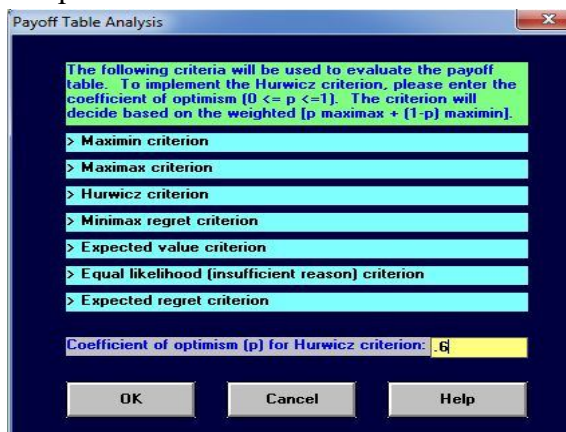 Payoff Table Analysis
The following criteria will be used to evaluate the payoff
table. To implement the Hurwicz criterion, please enter the
coefficient of optimism (0 <= p <=1). The criterion will
decide based on the weighted [p maximax + (1-p) maximin].
> Maximin criterion
> Maximax criterion
> Hurwicz criterion
> Minimax regret criterion
> Expected value criterion
> Equal likelihood (insufficient reason) criterion
> Expected regret criterion
Coefficient of optimism (p) for Hurwicz criterion: .6
OK Cancel Help